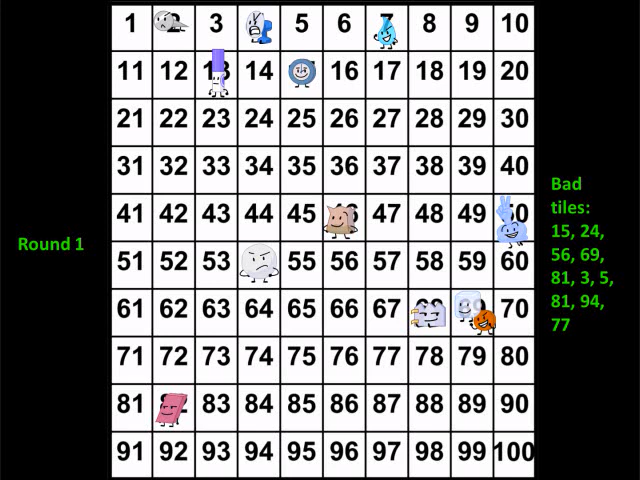 1 3 5 6 7 8 9 10
11 12 13 14 16 17 18 19 20
21 22 23 24 25 26 27 28 29 30
31 32 33 34 35 36 37 38 39 40
41 42 43 44 45 47 48 49
51 52 53 55 56 57 58 59 60
61 62 63 64 65 66 67 70
71 72 73 74 75 76 77 78 79 80
81 83 84 85 86 87 88 89 90
91 92 93 94 95 96 97 98 99 100
Round 1
Bad
tiles:
15, 24,
56, 69,
81, 3, 5,
81, 94,
77